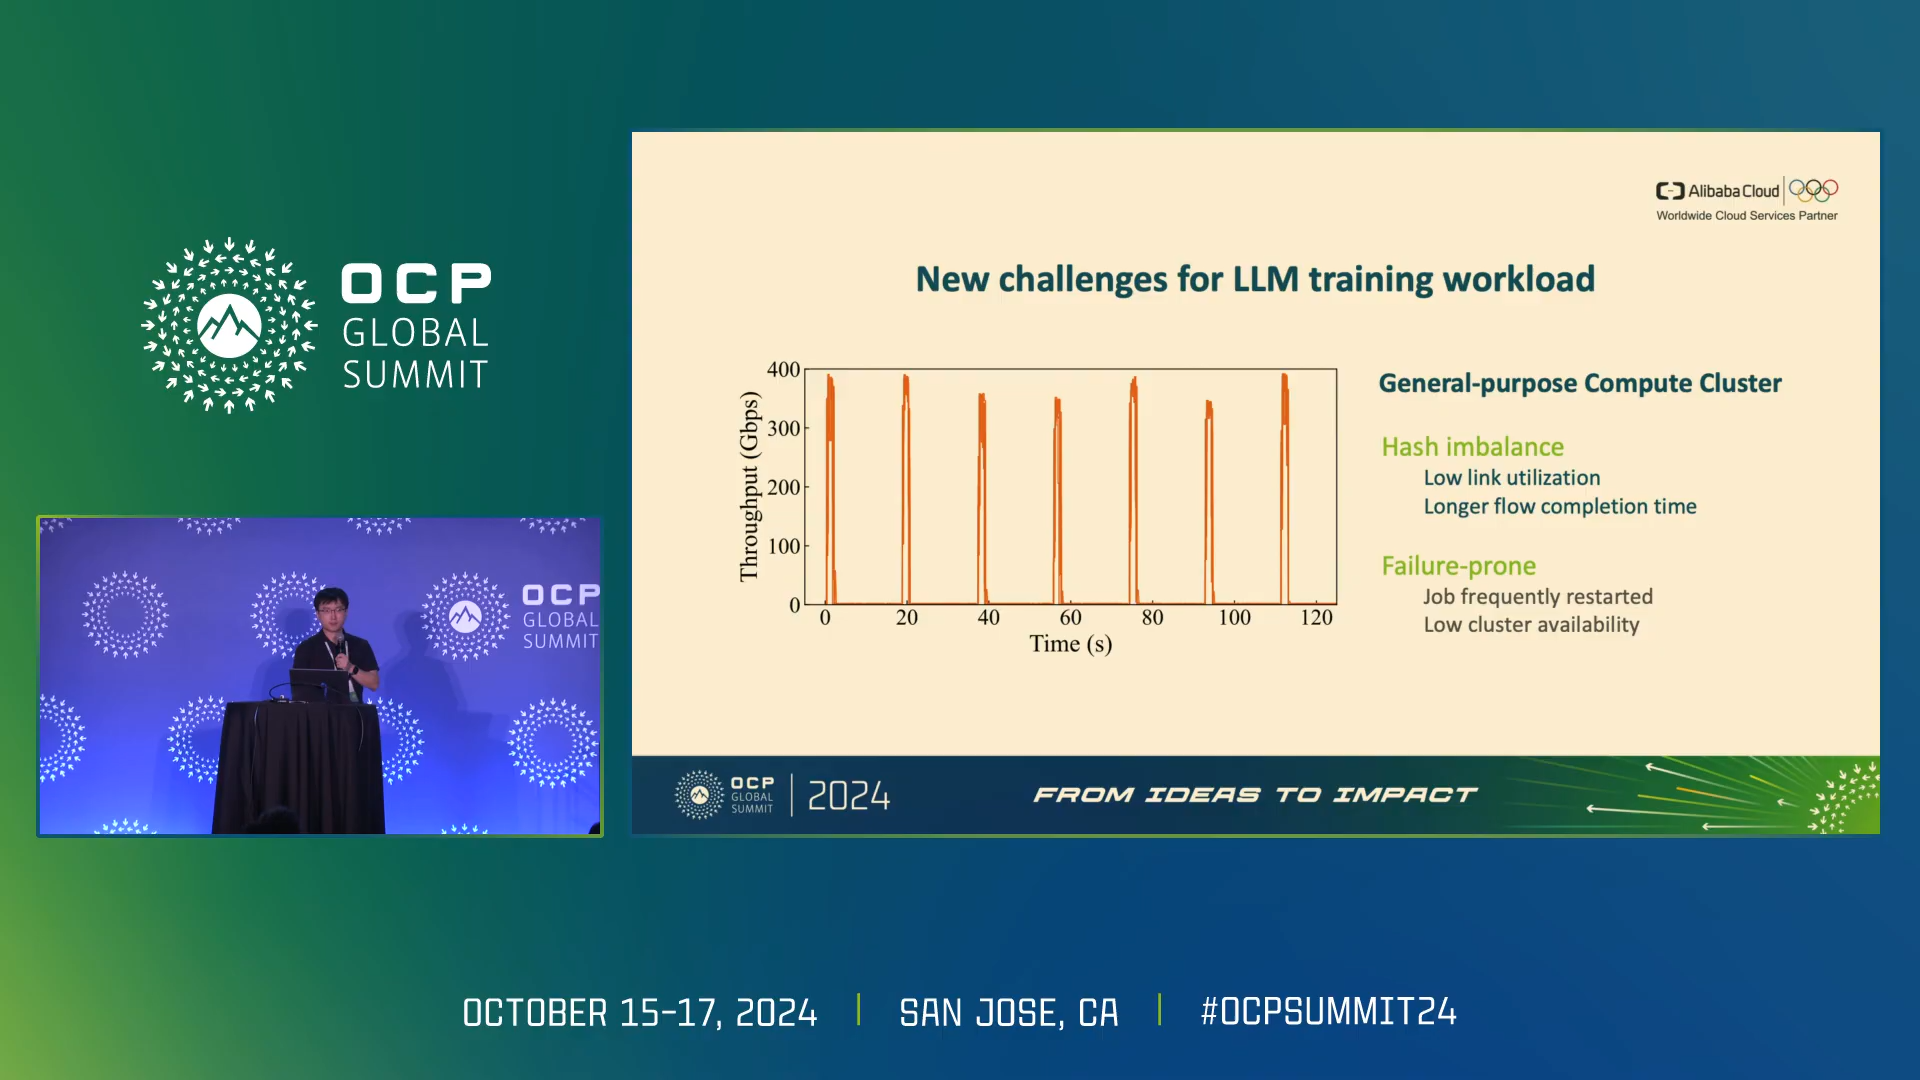 OCP
GLOBAL
SUMMIT
OCP
GLOBAL
SUMMIT
Alibaba Cloud
Worldwide Cloud Services Partner
New challenges for LLM training workload
400
300
200
100
0
Throughput (Gbps)
0 20 40 60 80 100 120
Time (s)
General-purpose Compute Cluster
Hash imbalance
Low link utilization
Longer flow completion time
Failure-prone
Job frequently restarted
Low cluster availability
OCP
GLOBAL
SUMMIT
2024
FROM IDEAS TO IMPACT
OCTOBER 15-17, 2024 | SAN JOSE, CA | #OCPSUMMIT24